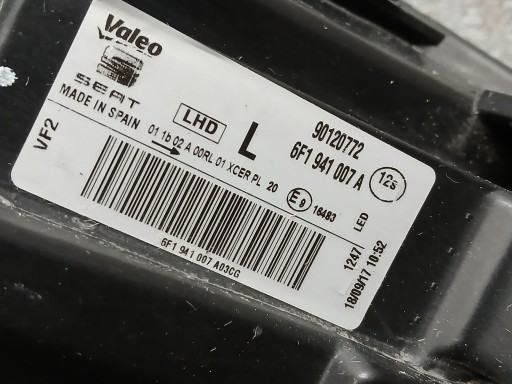 Valeo
SEAT
MADE IN SPAIN
VF2
LHD
L
90120772
6F1 941 007 A
12s
01 1b 02 A 00RL 01 XCER PL 20
E9 16483
LED
6F1 941 007 A03CG
1247
18/09/17 10:52